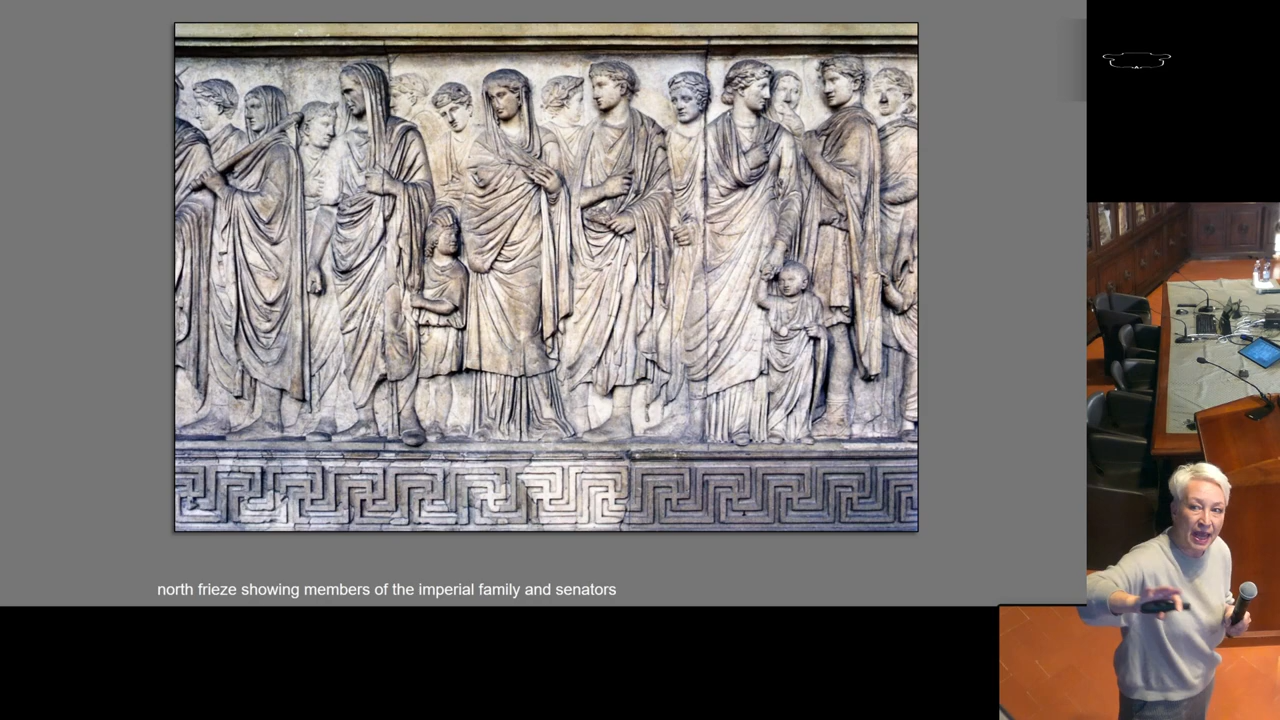 north frieze showing members of the imperial family and senators